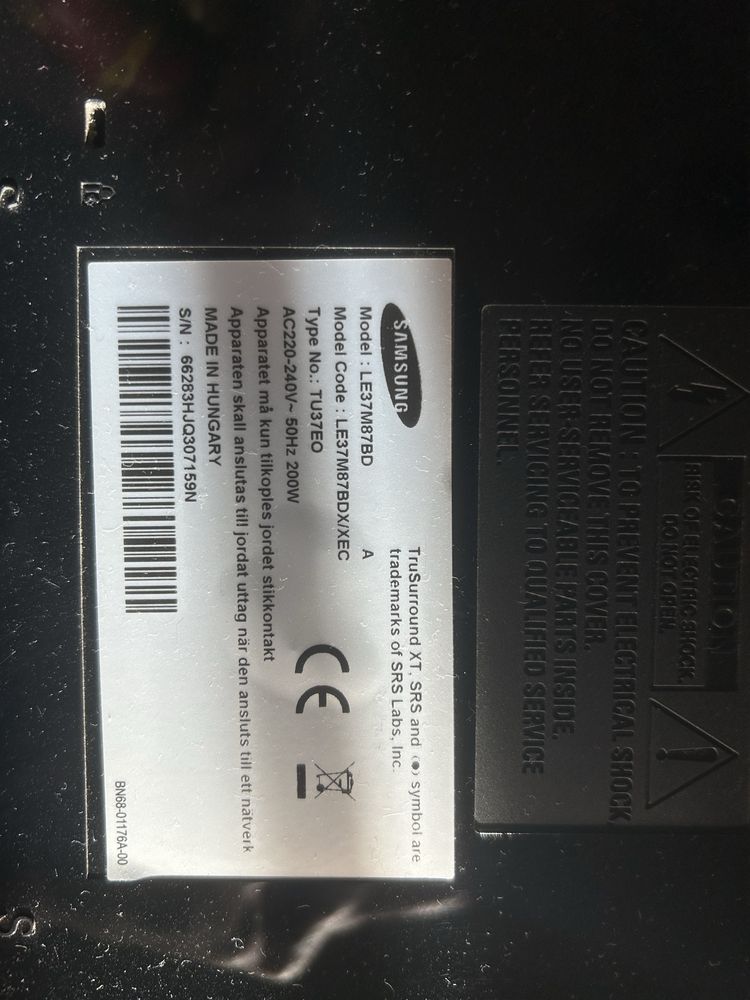 CAUTION
RISK OF ELECTRIC SHOCK
DO NOT OPEN.
CAUTION: TO PREVENT ELECTRICAL SHOCK
DO NOT REMOVE THIS COVER.
NO USER-SERVICEABLE PARTS INSIDE.
REFER SERVICING TO QUALIFIED SERVICE
PERSONNEL.
SAMSUNG
TruSurround XT, SRS and (●) symbol are
trademarks of SRS Labs, Inc.
Model : LE37M87BD A
Model Code : LE37M87BDX/XEC
Type No.: TU37EO
AC220-240V~ 50Hz 200W
Apparatet må kun tilkoples jordet stikkontakt
Apparaten skall anslutas till jordat uttag när den ansluts till ett nätverk
MADE IN HUNGARY
S/N : 66283HJQ307159N
BN68-01176A-00